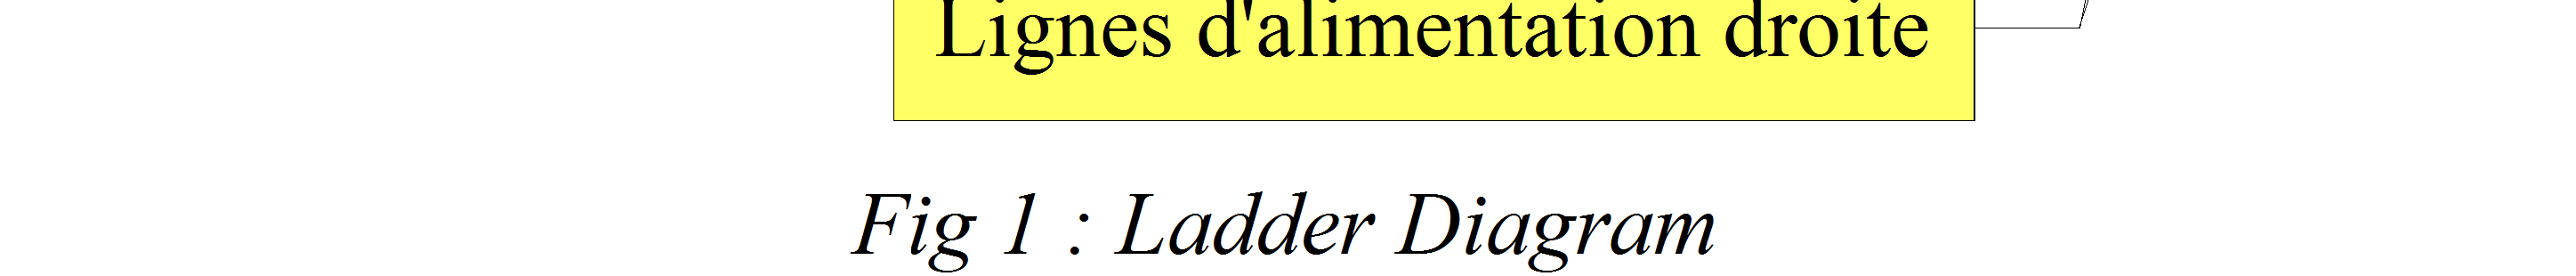 Lignes d'alimentation droite
Fig 1 : Ladder Diagram